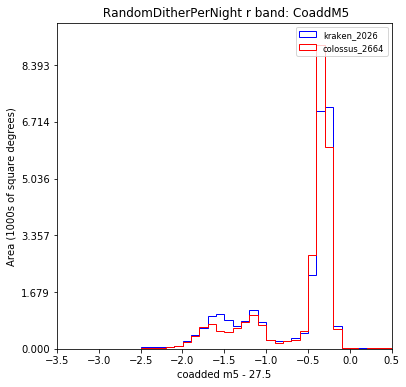 RandomDitherPerNight r band: CoaddM5
kraken_2026
colossus_2664
8.393
6.714
5.036
3.357
1.679
0.000
Area (1000s of square degrees)
−3.5 −3.0 −2.5 −2.0 −1.5 −1.0 −0.5 0.0 0.5
coadded m5 - 27.5